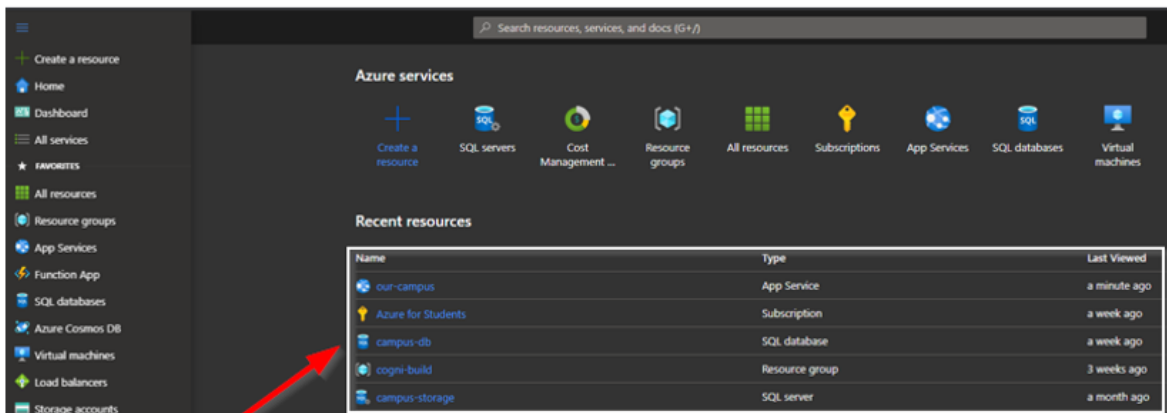 Search resources, services, and docs (G+/)
Create a resource
Home
Dashboard
All services
FAVORITES
All resources
Resource groups
App Services
Function App
SQL databases
Azure Cosmos DB
Virtual machines
Load balancers
Storage accounts
Azure services
Create a resource
SQL servers
Cost Management ...
Resource groups
All resources
Subscriptions
App Services
SQL databases
Virtual machines
Recent resources
Name Type Last Viewed
our-campus App Service a minute ago
Azure for Students Subscription a week ago
campus-db SQL database a week ago
cogni-build Resource group 3 weeks ago
campus-storage SQL server a month ago